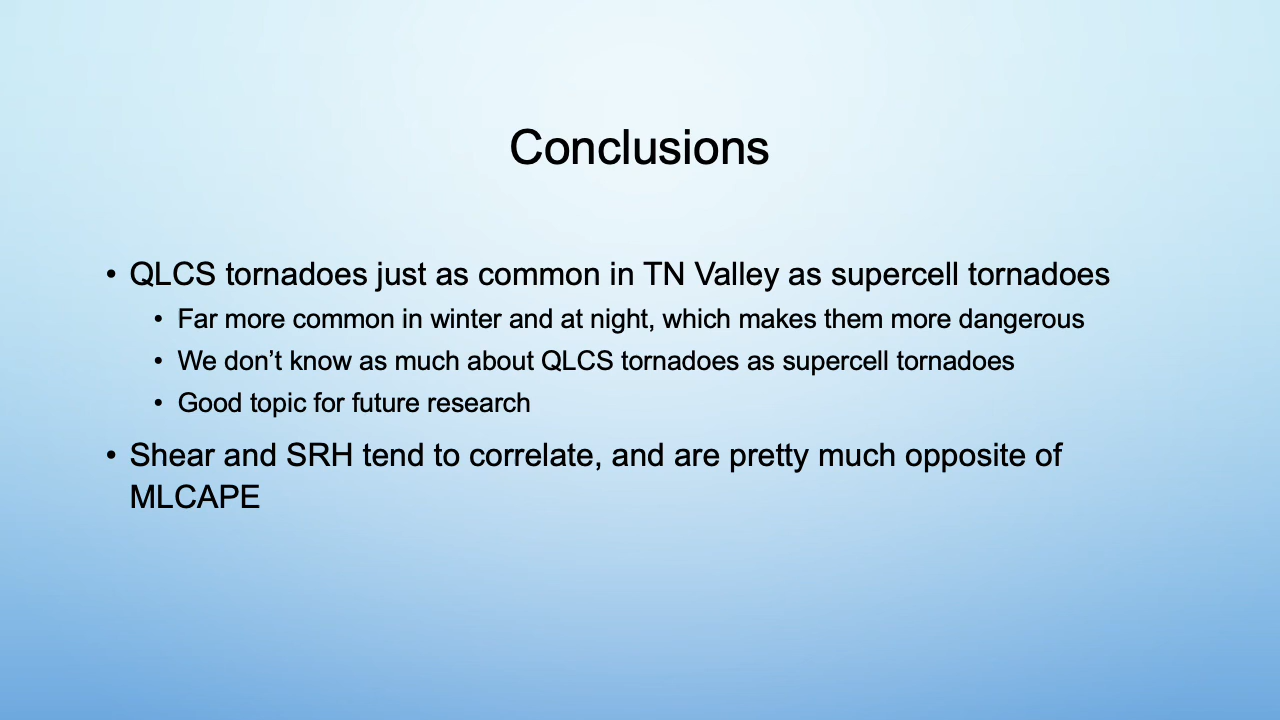 Conclusions
• QLCS tornadoes just as common in TN Valley as supercell tornadoes
• Far more common in winter and at night, which makes them more dangerous
• We don’t know as much about QLCS tornadoes as supercell tornadoes
• Good topic for future research
• Shear and SRH tend to correlate, and are pretty much opposite of
MLCAPE